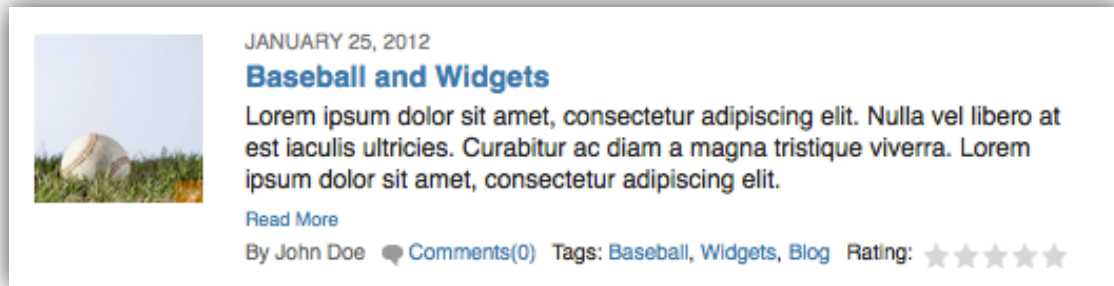 JANUARY 25, 2012
Baseball and Widgets
Lorem ipsum dolor sit amet, consectetur adipiscing elit. Nulla vel libero at
est iaculis ultricies. Curabitur ac diam a magna tristique viverra. Lorem
ipsum dolor sit amet, consectetur adipiscing elit.
Read More
By John Doe Comments(0) Tags: Baseball, Widgets, Blog Rating: